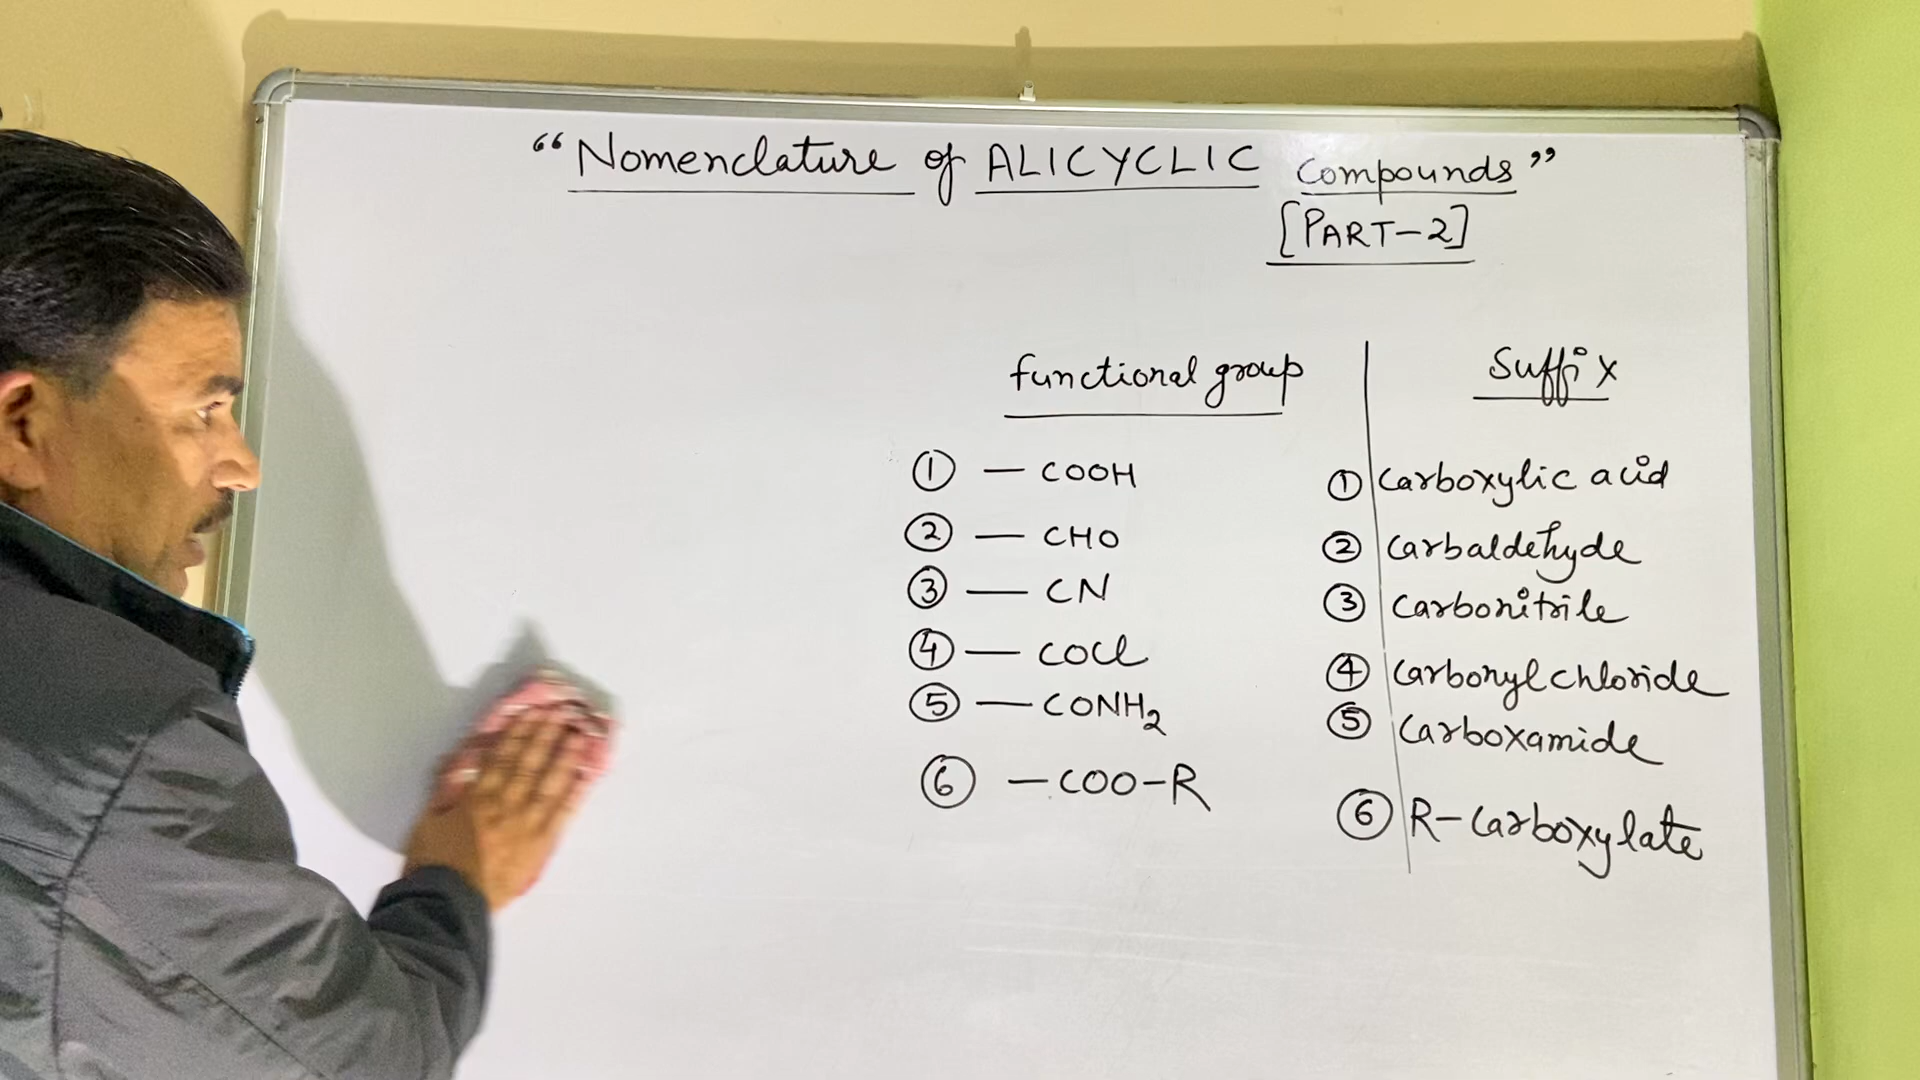 “Nomenclature of ALICYCLIC Compounds”
[PART-2]
functional group
Suffix
① — COOH
① Carboxylic acid
② — CHO
② Carbaldehyde
③ — CN
③ Carbonitrile
④ — COCl
④ Carbonyl chloride
⑤ — CONH₂
⑤ Carboxamide
⑥ — COO-R
⑥ R-Carboxylate